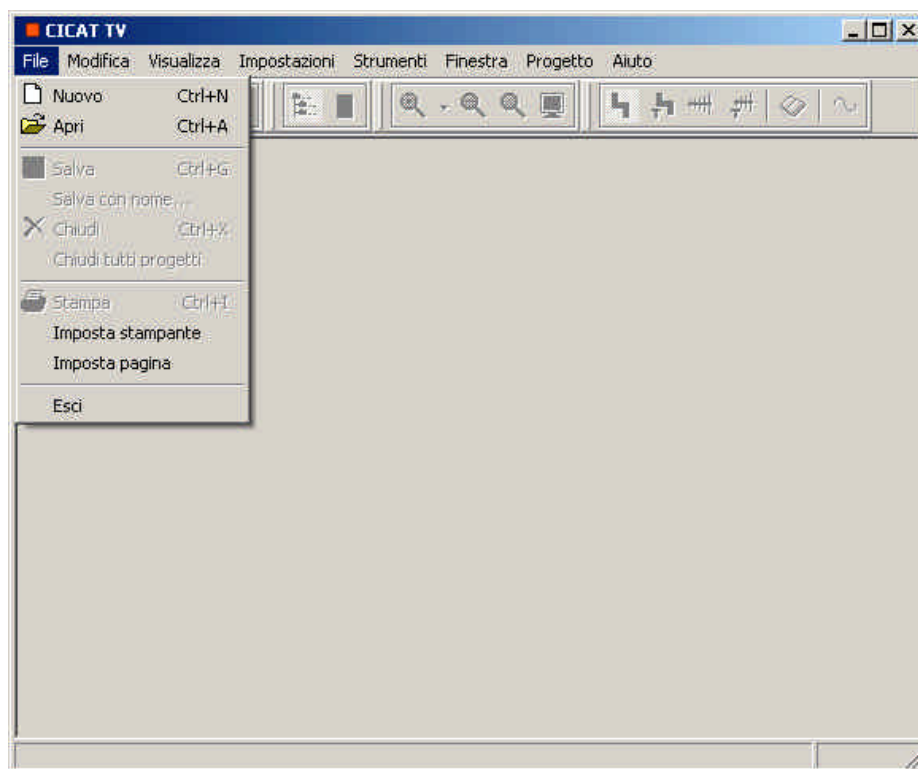 CICAT TV
File Modifica Visualizza Impostazioni Strumenti Finestra Progetto Aiuto
Nuovo Ctrl+N
Apri Ctrl+A
Salva Ctrl+G
Salva con nome...
Chiudi Ctrl+X
Chiudi tutti progetti
Stampa Ctrl+I
Imposta stampante
Imposta pagina
Esci